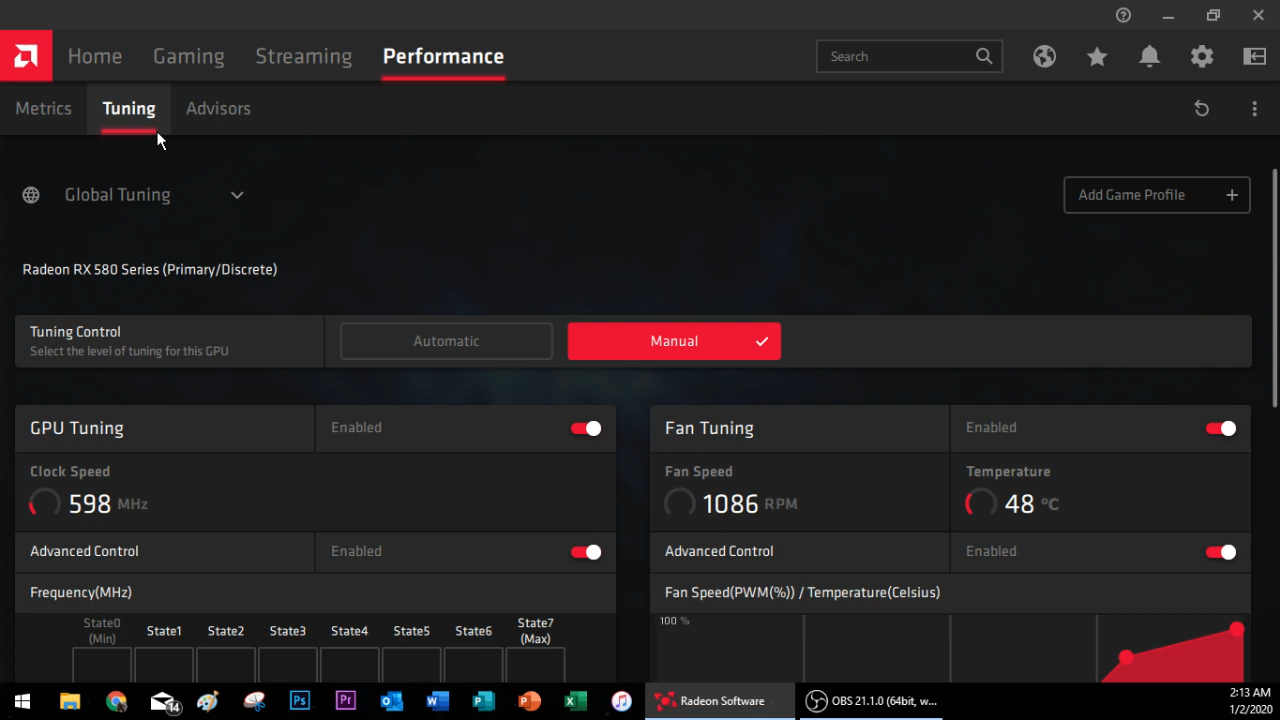 Home Gaming Streaming Performance Search
Metrics Tuning Advisors
Global Tuning Add Game Profile
Radeon RX 580 Series (Primary/Discrete)
Tuning Control
Select the level of tuning for this GPU
Automatic Manual
GPU Tuning Enabled
Clock Speed
598 MHz
Advanced Control Enabled
Frequency(MHz)
State0
(Min)
State1 State2 State3 State4 State5 State6
State7
(Max)
Fan Tuning Enabled
Fan Speed
1086 RPM
Temperature
48 °C
Advanced Control Enabled
Fan Speed(PWM(%)) / Temperature(Celsius)
100 %
14
Ps
Pr
Radeon Software
OBS 21.1.0 (64bit, w...
2:13 AM
1/2/2020